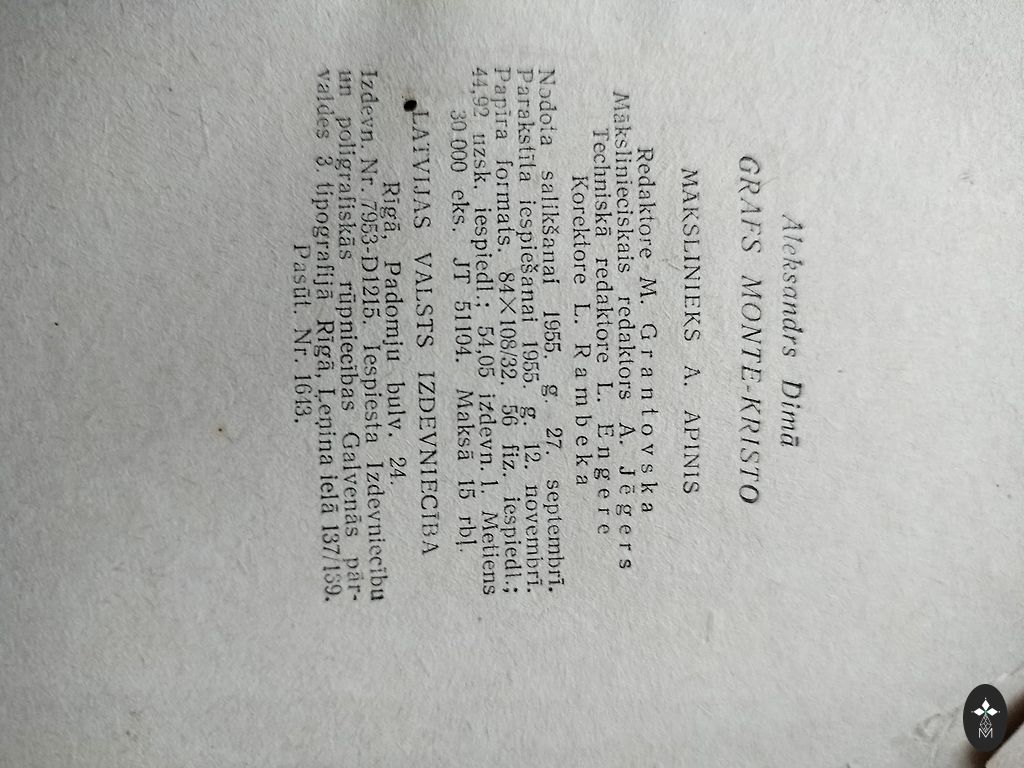 Aleksandrs Dimā
GRAFS MONTE-KRISTO
MĀKSLINIEKS A. APINIS
Redaktore M. Grantovska
Mākslinieciskais redaktors A. Jēgers
Techniskā redaktore L. Engere
Korektore L. Rambeka
Nodota salikšanai 1955. g. 27. septembrī.
Parakstīta iespiešanai 1955. g. 12. novembrī.
Papīra formats. 84×108/32. 56 fiz. iespiedl.;
44,92 uzsk. iespiedl.; 54,05 izdevn. l. Metiens
30 000 eks. JT 51104. Maksā 15 rbļ.
LATVIJAS VALSTS IZDEVNIECĪBA
Rīgā, Padomju bulv. 24.
Izdevn. Nr. 7953-D1215. Iespiesta Izdevniecību
un poligrafiskās rūpniecības Galvenās pār-
valdes 3. tipografijā Rīgā, Ļeņina ielā 137/139.
Pasūt. Nr. 1643.
M